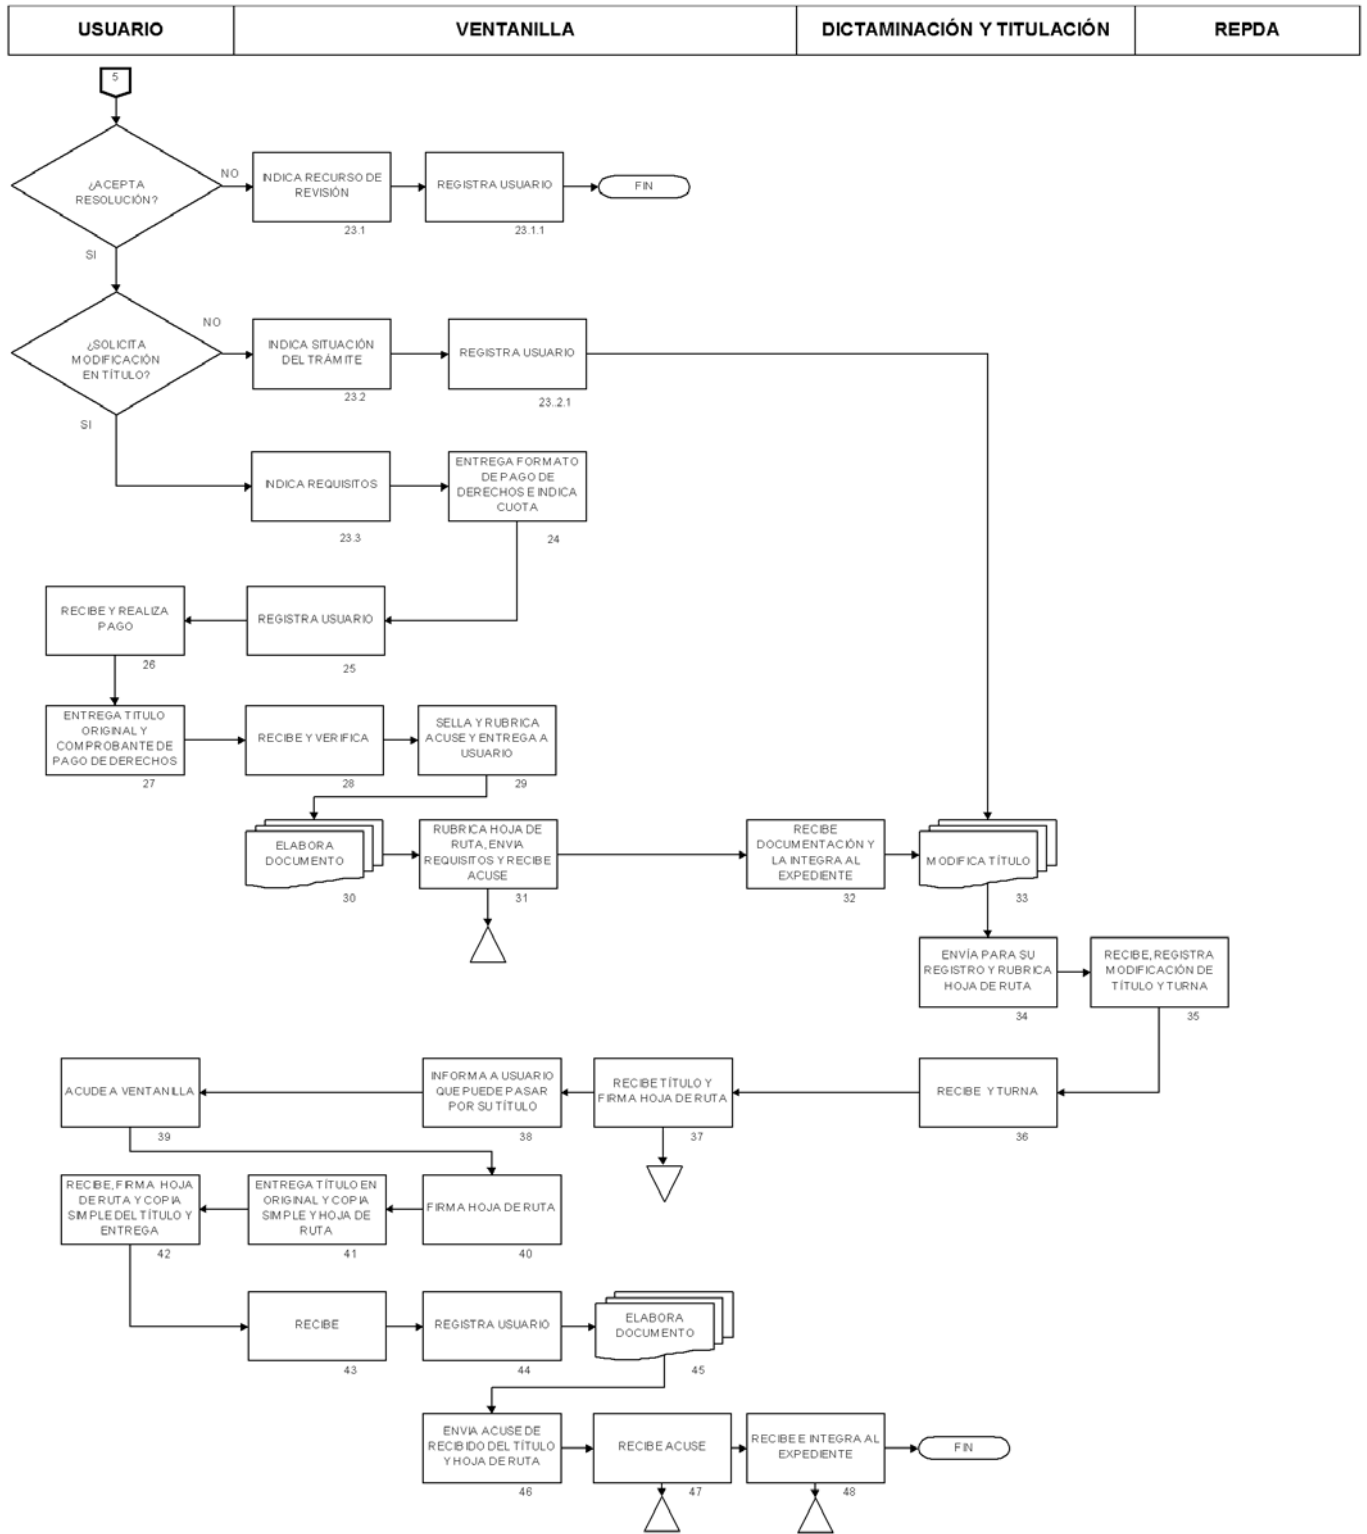 USUARIO
VENTANILLA
DICTAMINACIÓN Y TITULACIÓN
REPDA
5
¿ACEPTA
RESOLUCIÓN?
NO
SI
INDICA RECURSO DE
REVISIÓN
23.1
REGISTRA USUARIO
23.1.1
FIN
¿SOLICITA
MODIFICACIÓN
EN TÍTULO?
NO
SI
INDICA SITUACIÓN
DEL TRÁMITE
23.2
REGISTRA USUARIO
23..2.1
INDICA REQUISITOS
23.3
ENTREGA FORMATO
DE PAGO DE
DERECHOS E INDICA
CUOTA
24
RECIBE Y REALIZA
PAGO
26
REGISTRA USUARIO
25
ENTREGA TITULO
ORIGINAL Y
COMPROBANTE DE
PAGO DE DERECHOS
27
RECIBE Y VERIFICA
28
SELLA Y RUBRICA
ACUSE Y ENTREGA A
USUARIO
29
ELABORA
DOCUMENTO
30
RUBRICA HOJA DE
RUTA, ENVIA
REQUISITOS Y RECIBE
ACUSE
31
RECIBE
DOCUMENTACIÓN Y
LA INTEGRA AL
EXPEDIENTE
32
MODIFICA TÍTULO
33
ENVÍA PARA SU
REGISTRO Y RUBRICA
HOJA DE RUTA
34
RECIBE, REGISTRA
MODIFICACIÓN DE
TÍTULO Y TURNA
35
ACUDE A VENTANILLA
39
INFORMA A USUARIO
QUE PUEDE PASAR
POR SU TÍTULO
38
RECIBE TÍTULO Y
FIRMA HOJA DE RUTA
37
RECIBE Y TURNA
36
RECIBE, FIRMA HOJA
DE RUTA Y COPIA
SIMPLE DEL TÍTULO Y
ENTREGA
42
ENTREGA TÍTULO EN
ORIGINAL Y COPIA
SIMPLE Y HOJA DE
RUTA
41
FIRMA HOJA DE RUTA
40
RECIBE
43
REGISTRA USUARIO
44
ELABORA
DOCUMENTO
45
ENVIA ACUSE DE
RECIBIDO DEL TÍTULO
Y HOJA DE RUTA
46
RECIBE ACUSE
47
RECIBE E INTEGRA AL
EXPEDIENTE
48
FIN